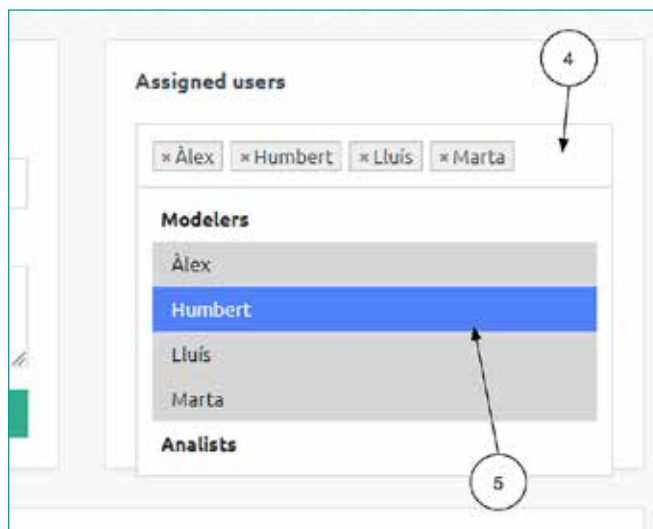 4
Assigned users
×Àlex ×Humbert ×Lluís ×Marta
Modelers
Àlex
Humbert
Lluís
Marta
Analists
5